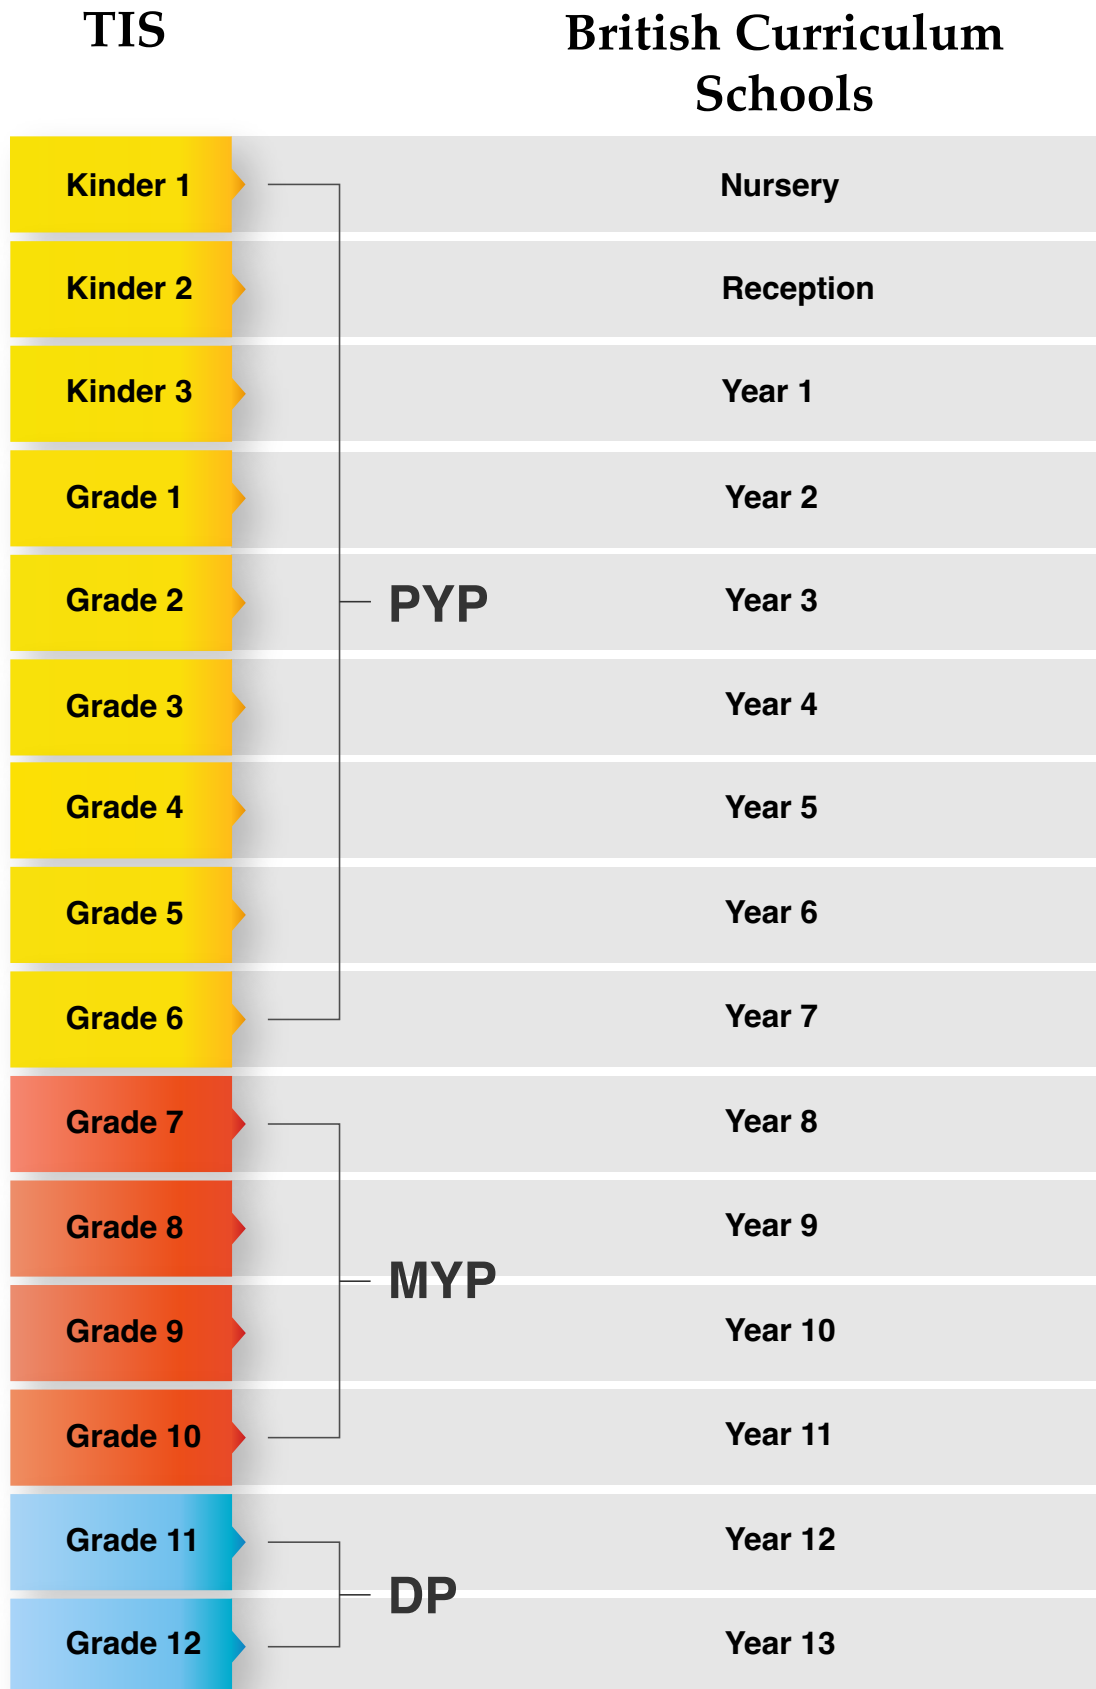 TIS
British Curriculum
Schools
Kinder 1
Nursery
Kinder 2
Reception
Kinder 3
Year 1
Grade 1
Year 2
Grade 2
PYP
Year 3
Grade 3
Year 4
Grade 4
Year 5
Grade 5
Year 6
Grade 6
Year 7
Grade 7
Year 8
Grade 8
Year 9
MYP
Grade 9
Year 10
Grade 10
Year 11
Grade 11
Year 12
DP
Grade 12
Year 13